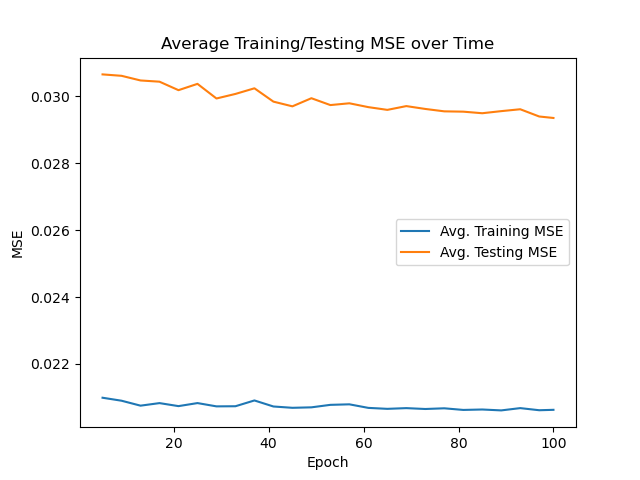 Average Training/Testing MSE over Time
MSE
0.030
0.028
0.026
0.024
0.022
Avg. Training MSE
Avg. Testing MSE
20
40
60
80
100
Epoch